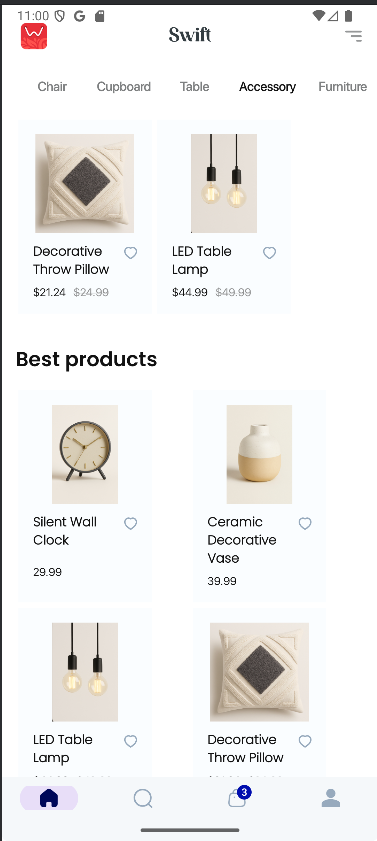 11:00
Swift
Chair Cupboard Table Accessory Furniture
Decorative
Throw Pillow
$21.24 $24.99
LED Table
Lamp
$44.99 $49.99
Best products
Silent Wall
Clock
29.99
Ceramic
Decorative
Vase
39.99
LED Table
Lamp
Decorative
Throw Pillow
3